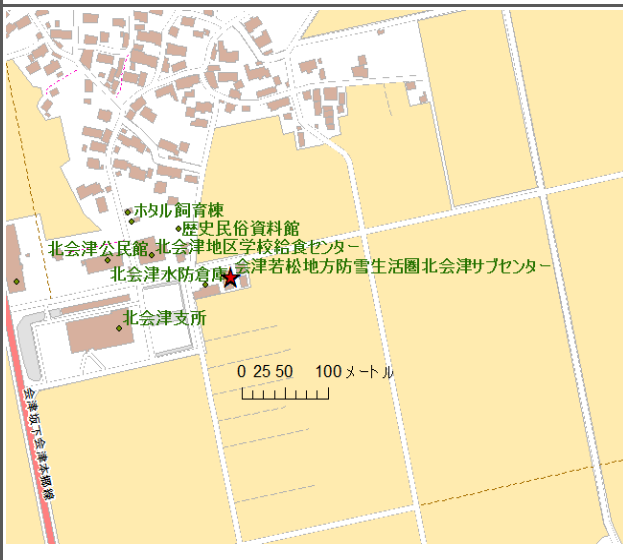 ホタル飼育棟
歴史民俗資料館
北会津公民館
北会津地区学校給食センター
会津若松地方防雪生活圏北会津サブセンター
北会津水防倉庫
北会津支所
0 25 50 100 メートル
会津坂下会津本郷線